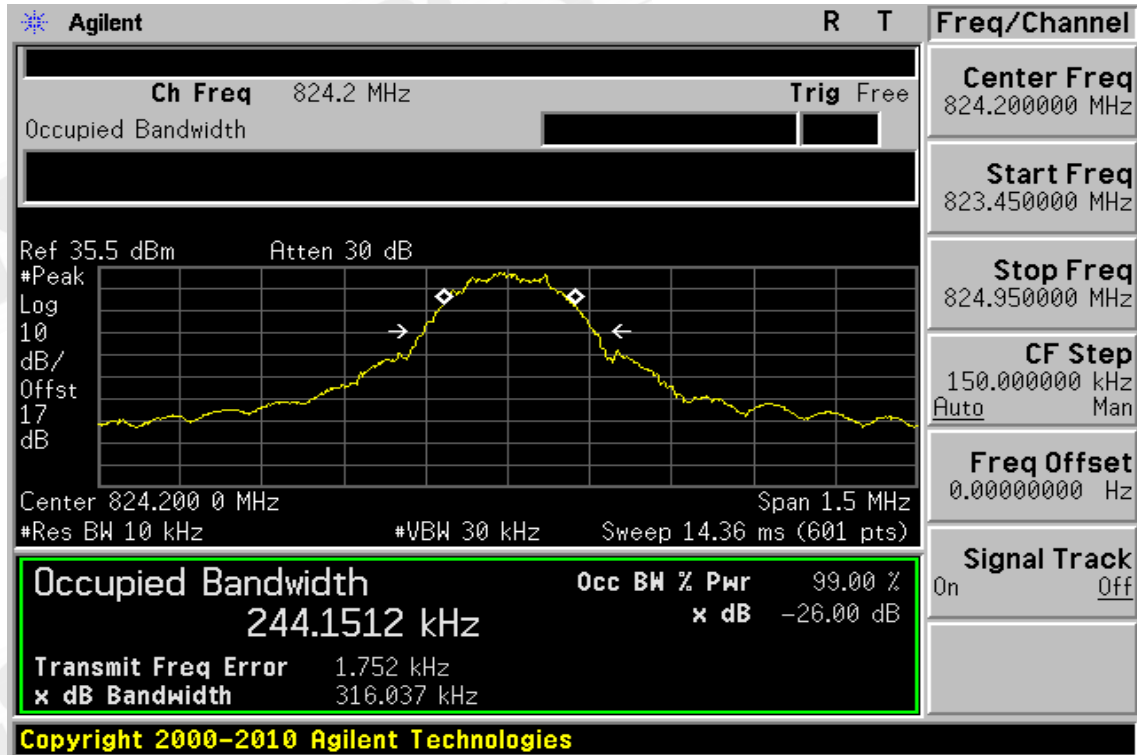 Agilent R T
Freq/Channel
Ch Freq 824.2 MHz Trig Free
Occupied Bandwidth
Center Freq
824.200000 MHz
Start Freq
823.450000 MHz
Stop Freq
824.950000 MHz
CF Step
150.000000 kHz
Auto Man
Freq Offset
0.00000000 Hz
Signal Track
On Off
Ref 35.5 dBm Atten 30 dB
#Peak
Log
10
dB/
Offst
17
dB
Center 824.200 0 MHz Span 1.5 MHz
#Res BW 10 kHz #VBW 30 kHz Sweep 14.36 ms (601 pts)
Occupied Bandwidth Occ BW % Pwr 99.00 %
244.1512 kHz x dB -26.00 dB
Transmit Freq Error 1.752 kHz
x dB Bandwidth 316.037 kHz
Copyright 2000-2010 Agilent Technologies